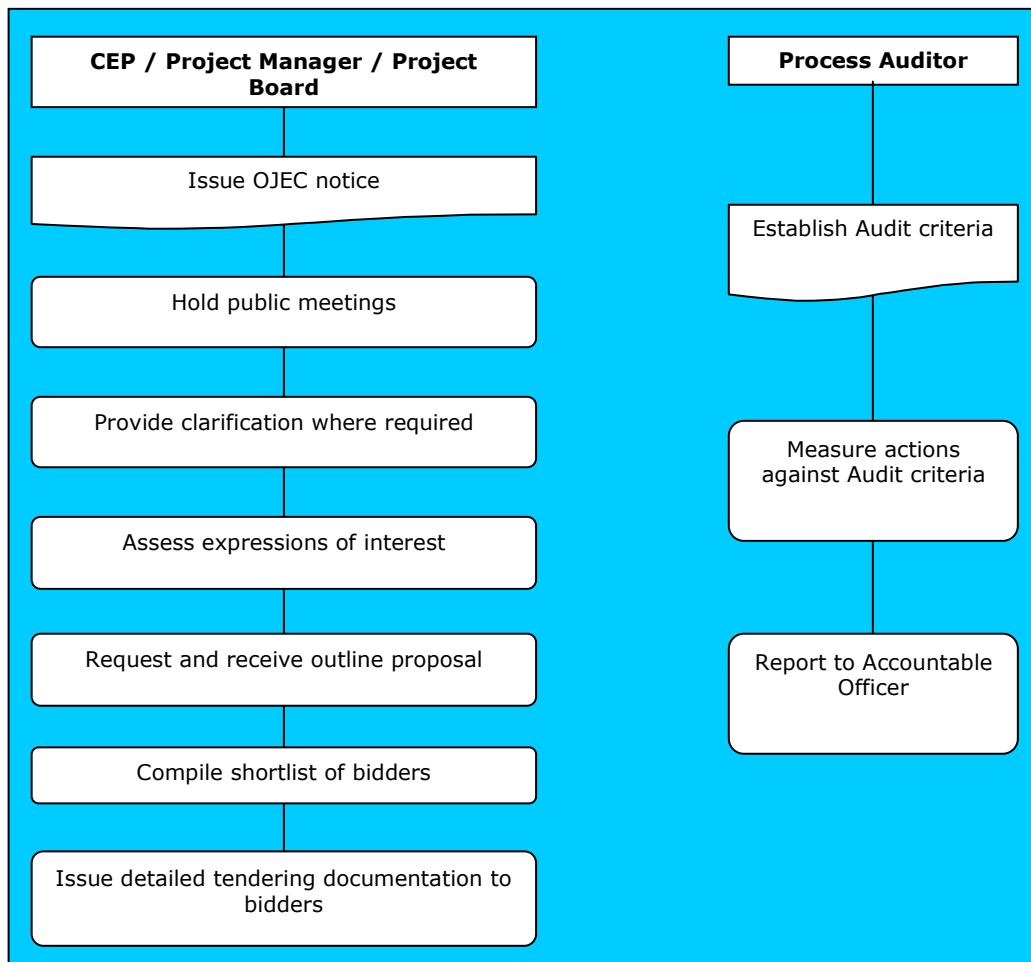 CEP / Project Manager / Project
Board
Issue OJEC notice
Hold public meetings
Provide clarification where required
Assess expressions of interest
Request and receive outline proposal
Compile shortlist of bidders
Issue detailed tendering documentation to
bidders
Process Auditor
Establish Audit criteria
Measure actions
against Audit criteria
Report to Accountable
Officer